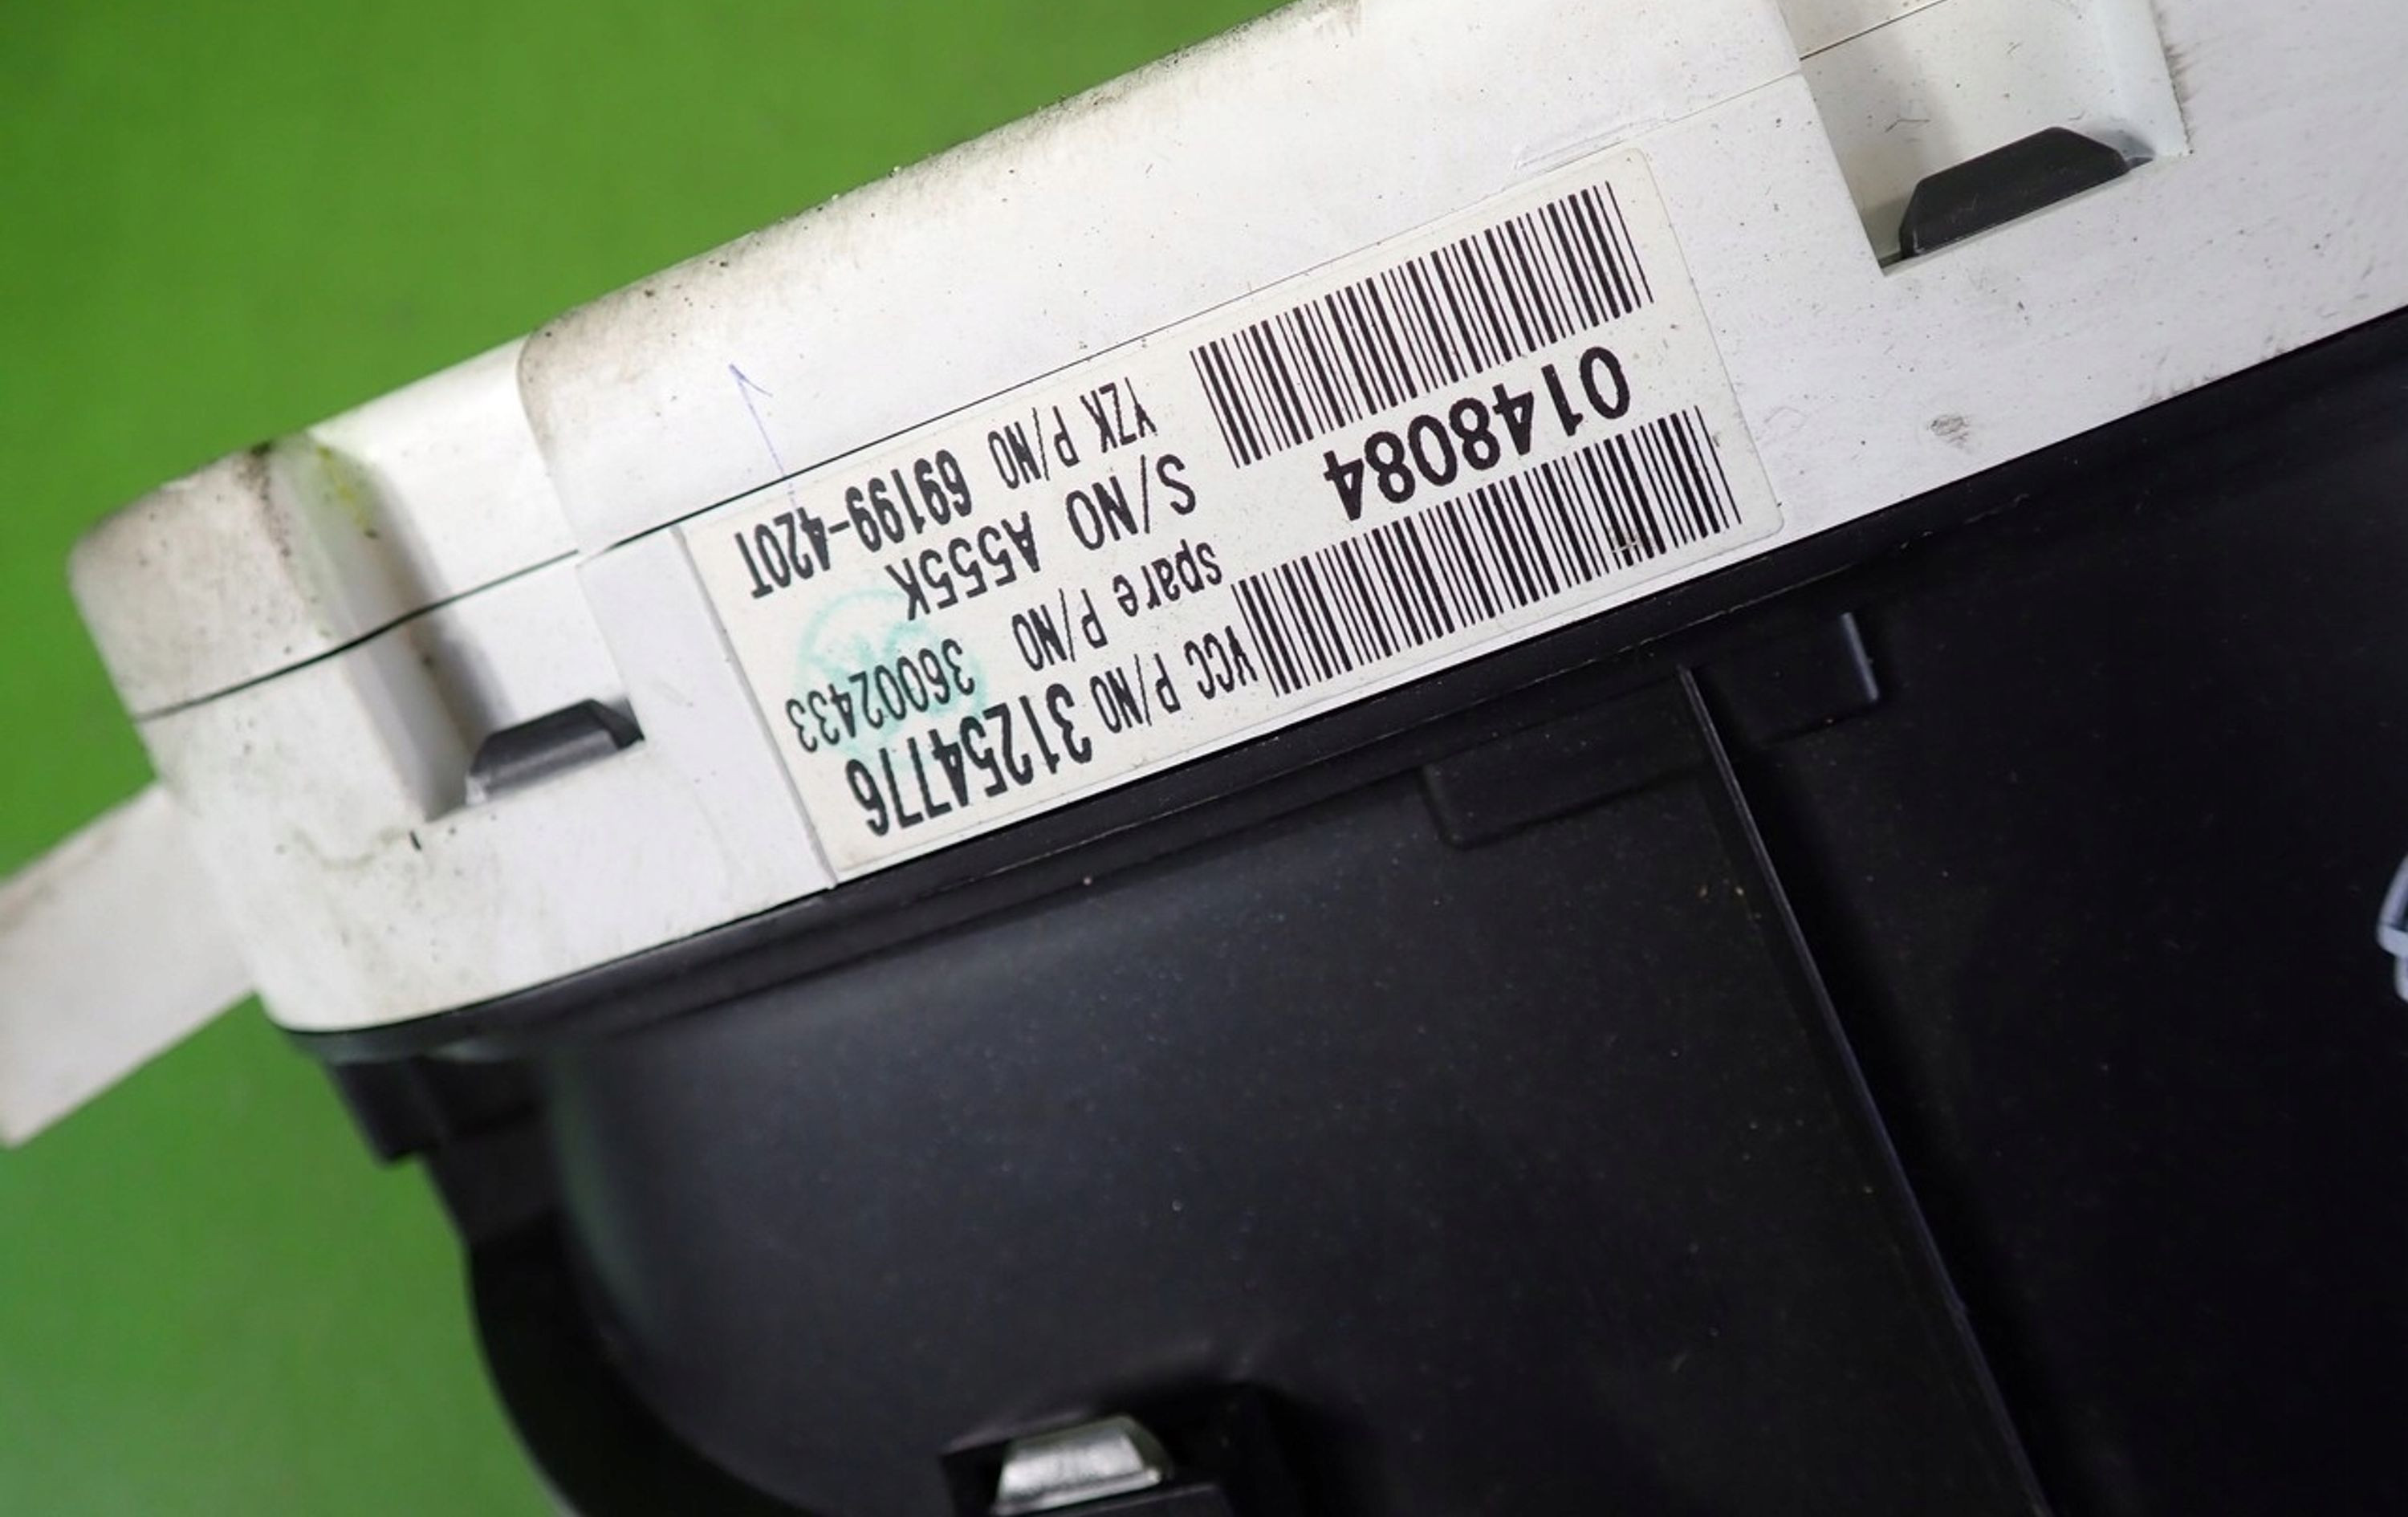 VCC P/NO 31254776
spare P/NO 36002433
0148084
S/NO A555K
YZK P/NO 69199-420T